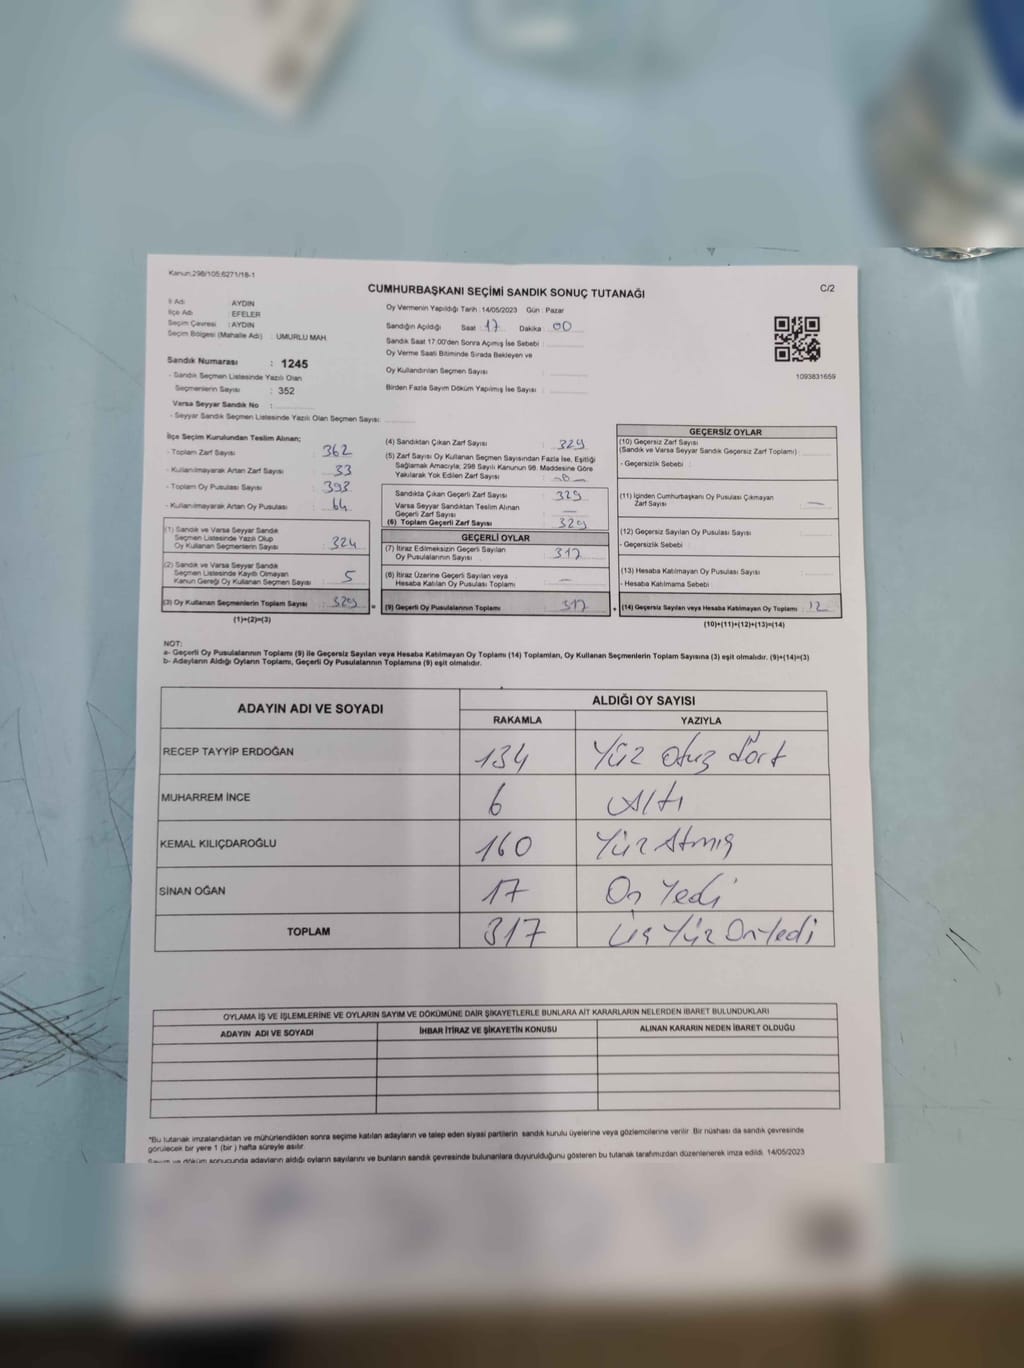 Kanun:298/105,6271/18-1
CUMHURBAŞKANI SEÇİMİ SANDIK SONUÇ TUTANAĞI
C/2
İl Adı : AYDIN
İlçe Adı : EFELER
Seçim Çevresi : AYDIN
Seçim Bölgesi (Mahalle Adı) : UMURLU MAH.
Sandık Numarası : 1245
- Sandık Seçmen Listesinde Yazılı Olan
Seçmenlerin Sayısı : 352
Varsa Seyyar Sandık No :
- Seyyar Sandık Seçmen Listesinde Yazılı Olan Seçmen Sayısı:
Oy Vermenin Yapıldığı Tarih : 14/05/2023 Gün : Pazar
Sandığın Açıldığı Saat 17 Dakika : 00
Sandık Saat 17.00'den Sonra Açımış İse Sebebi :
Oy Verme Saati Bitiminde Sırada Bekleyen ve
Oy Kullandırılan Seçmen Sayısı :
Birden Fazla Sayım Döküm Yapılmış İse Sayısı :
1093831659
İlçe Seçim Kurulundan Teslim Alınan;
- Toplam Zarf Sayısı : 362
- Kullanılmayarak Artan Zarf Sayısı : 33
- Toplam Oy Pusulası Sayısı : 393
- Kullanılmayarak Artan Oy Pusulası : 64
(1) Sandık ve Varsa Seyyar Sandık
Seçmen Listesinde Yazılı Olup
Oy Kullanan Seçmenlerin Sayısı : 324
(2) Sandık ve Varsa Seyyar Sandık
Seçmen Listesinde Kayıtlı Olmayan
Kanun Gereği Oy Kullanan Seçmen Sayısı : 5
(3) Oy Kullanan Seçmenlerin Toplam Sayısı : 329
(1)+(2)=(3)
(4) Sandıktan Çıkan Zarf Sayısı : 329
(5) Zarf Sayısı Oy Kullanan Seçmen Sayısından Fazla İse, Eşitliği
Sağlamak Amacıyla; 298 Sayılı Kanunun 98. Maddesine Göre
Yakılarak Yok Edilen Zarf Sayısı :
Sandıkta Çıkan Geçerli Zarf Sayısı : 329
Varsa Seyyar Sandıktan Teslim Alınan
Geçerli Zarf Sayısı : —
(6) Toplam Geçerli Zarf Sayısı : 329
GEÇERLİ OYLAR
(7) İtiraz Edilmeksizin Geçerli Sayılan
Oy Pusulalarının Sayısı : 317
(8) İtiraz Üzerine Geçerli Sayılan veya
Hesaba Katılan Oy Pusulası Sayısı : —
= (9) Geçerli Oy Pusulalarının Toplamı : 317
GEÇERSİZ OYLAR
(10) Geçersiz Zarf Sayısı
(Sandık ve Varsa Seyyar Sandık Geçersiz Zarf Toplamı) :
- Geçersizlik Sebebi :
(11) İçinden Cumhurbaşkanı Oy Pusulası Çıkmayan
Zarf Sayısı : —
(12) Geçersiz Sayılan Oy Pusulası Sayısı :
- Geçersizlik Sebebi :
(13) Hesaba Katılmayan Oy Pusulası Sayısı :
- Hesaba Katılmama Sebebi :
+ (14) Geçersiz Sayılan veya Hesaba Katılmayan Oy Toplamı : 12
(10)+(11)+(12)+(13)=(14)
NOT:
a- Geçerli Oy Pusulalarının Toplamı (9) ile Geçersiz Sayılan veya Hesaba Katılmayan Oy Toplamı (14) Toplamları, Oy Kullanan Seçmenlerin Toplam Sayısına (3) eşit olmalıdır. (9)+(14)=(3)
b- Adayların Aldığı Oyların Toplamı, Geçerli Oy Pusulalarının Toplamına (9) eşit olmalıdır.
ADAYIN ADI VE SOYADI ALDIĞI OY SAYISI
RAKAMLA YAZIYLA
RECEP TAYYİP ERDOĞAN 134 Yüz Otuz Dört
MUHARREM İNCE 6 Altı
KEMAL KILIÇDAROĞLU 160 Yüz Atmış
SİNAN OĞAN 17 On Yedi
TOPLAM 317 Üç Yüz OnYedi
OYLAMA İŞ VE İŞLEMLERİNE VE OYLARIN SAYIM VE DÖKÜMÜNE DAİR ŞİKAYETLERLE BUNLARA AİT KARARLARIN NELERDEN İBARET BULUNDUKLARI
ADAYIN ADI VE SOYADI İHBAR İTİRAZ VE ŞİKAYETİN KONUSU ALINAN KARARIN NEDEN İBARET OLDUĞU
*Bu tutanak imzalandıktan ve mühürlendikten sonra seçime katılan adayların ve talep eden siyasi partilerin sandık kurulu üyelerine veya gözlemcilerine verilir. Bir nüshası da sandık çevresinde
görülecek bir yere 1 (bir ) hafta süreyle asılır.
Sayım ve döküm sonucunda adayların aldığı oyların sayılarını ve bunların sandık çevresinde bulunanlara duyurulduğunu gösteren bu tutanak tarafımızdan düzenlenerek imza edildi. 14/05/2023